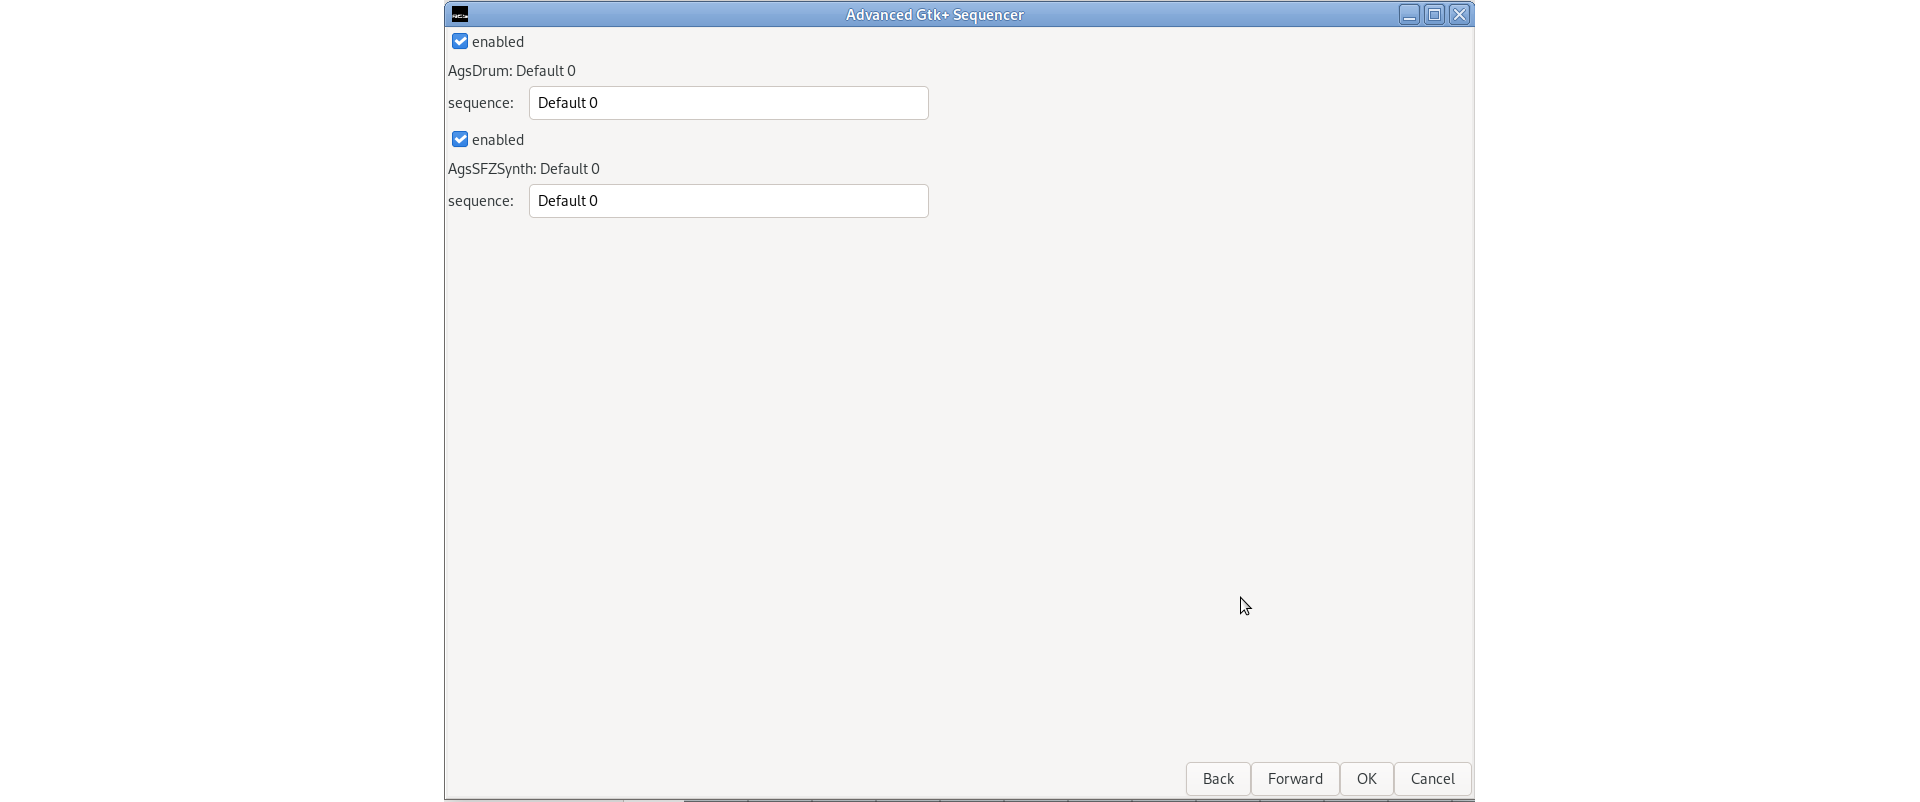 Advanced Gtk+ Sequencer
enabled
AgsDrum: Default 0
sequence: Default 0
enabled
AgsSFZSynth: Default 0
sequence: Default 0
Back Forward OK Cancel